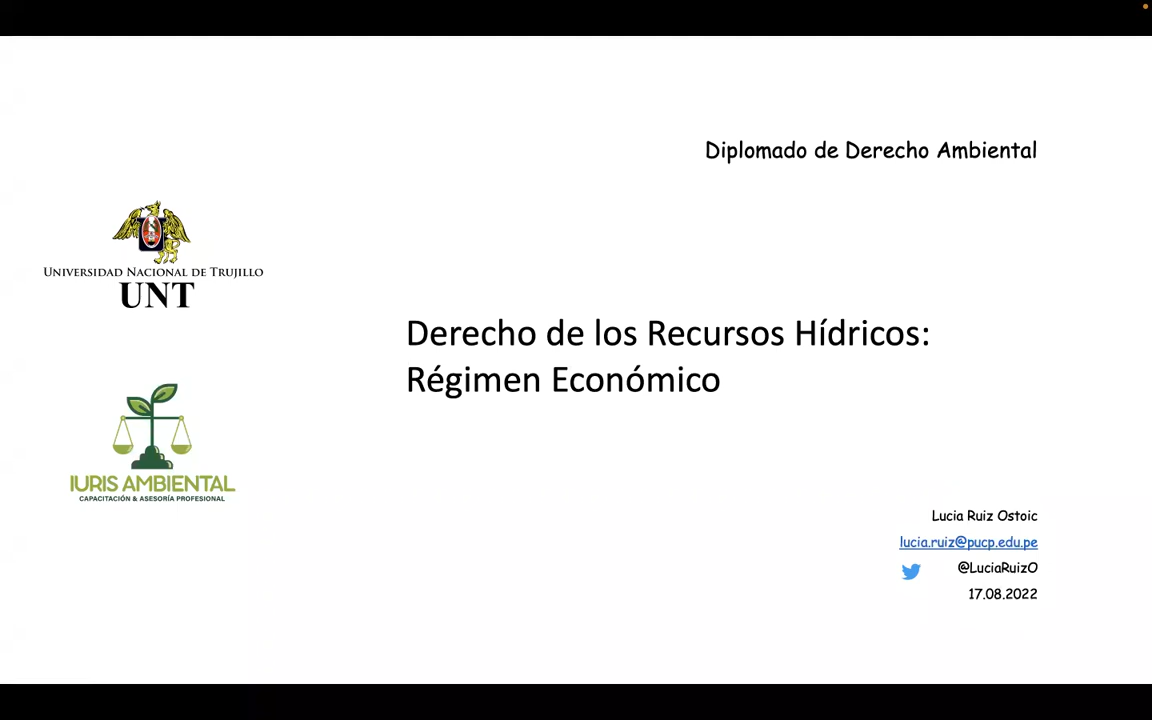 Diplomado de Derecho Ambiental
UNIVERSIDAD NACIONAL DE TRUJILLO
UNT
Derecho de los Recursos Hídricos:
Régimen Económico
IURIS AMBIENTAL
CAPACITACIÓN & ASESORÍA PROFESIONAL
Lucia Ruiz Ostoic
lucia.ruiz@pucp.edu.pe
@LuciaRuizO
17.08.2022